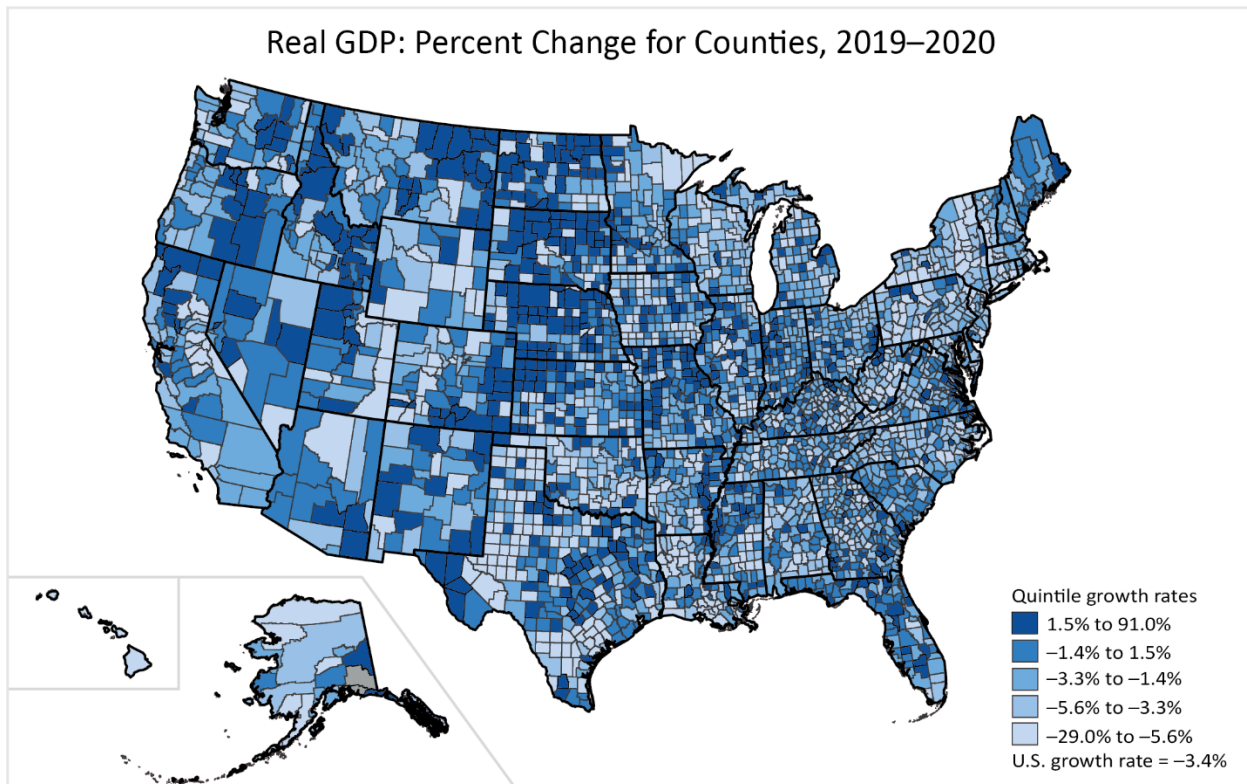 Real GDP: Percent Change for Counties, 2019–2020
Quintile growth rates
1.5% to 91.0%
–1.4% to 1.5%
–3.3% to –1.4%
–5.6% to –3.3%
–29.0% to –5.6%
U.S. growth rate = –3.4%